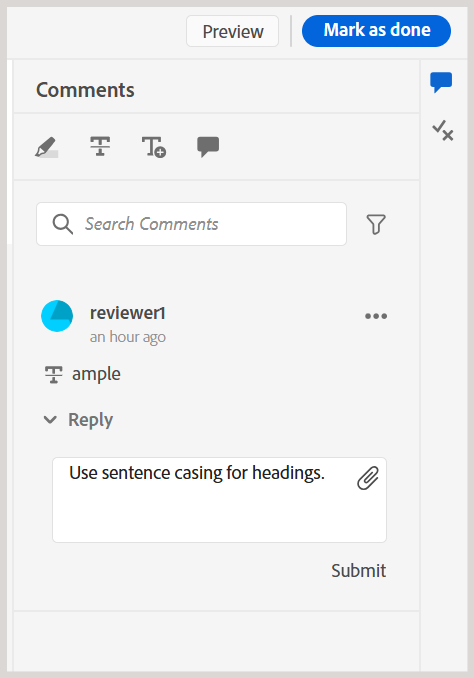 Preview
Mark as done
Comments
Search Comments
reviewer1
an hour ago
ample
Reply
Use sentence casing for headings.
Submit